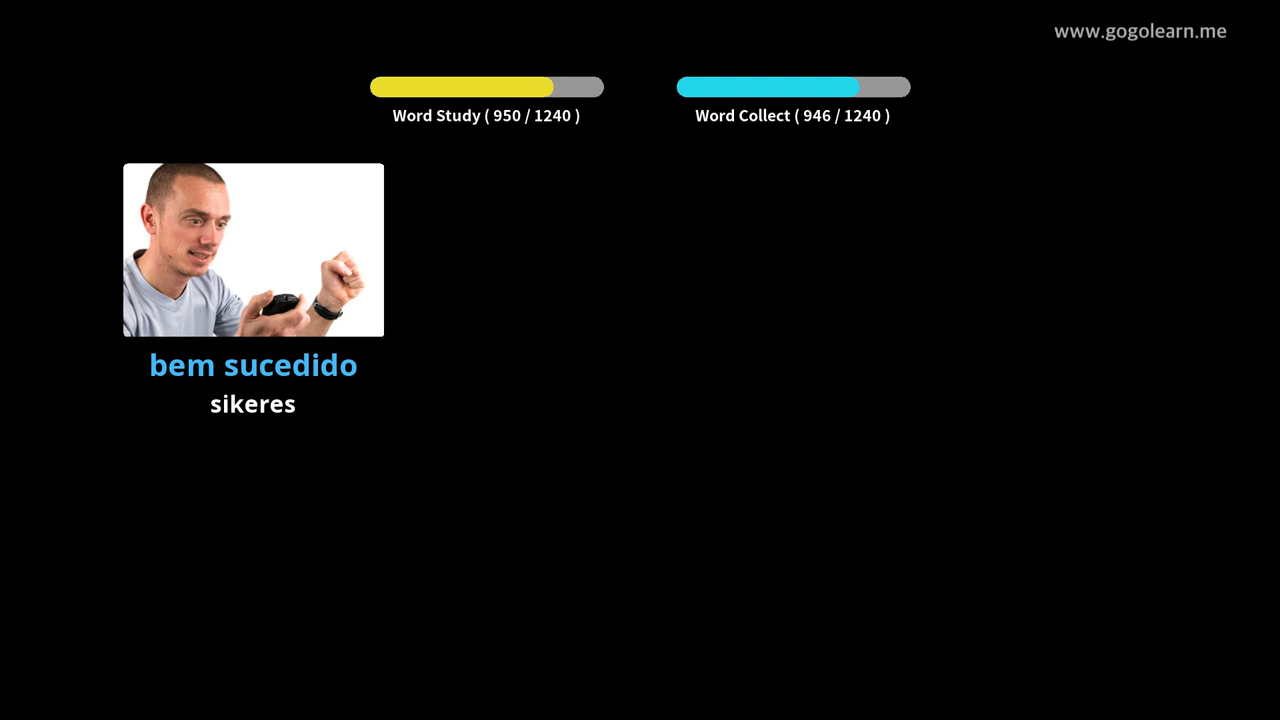 www.gogolearn.me
Word Study ( 950 / 1240 )
Word Collect ( 946 / 1240 )
bem sucedido
sikeres